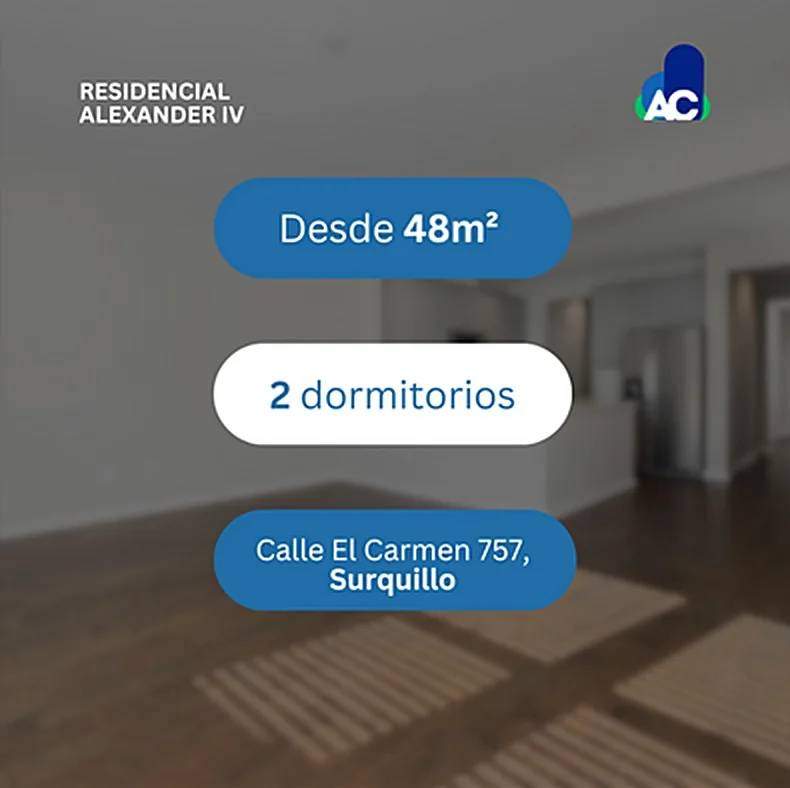 RESIDENCIAL
ALEXANDER IV
AC
Desde 48m²
2 dormitorios
Calle El Carmen 757,
Surquillo